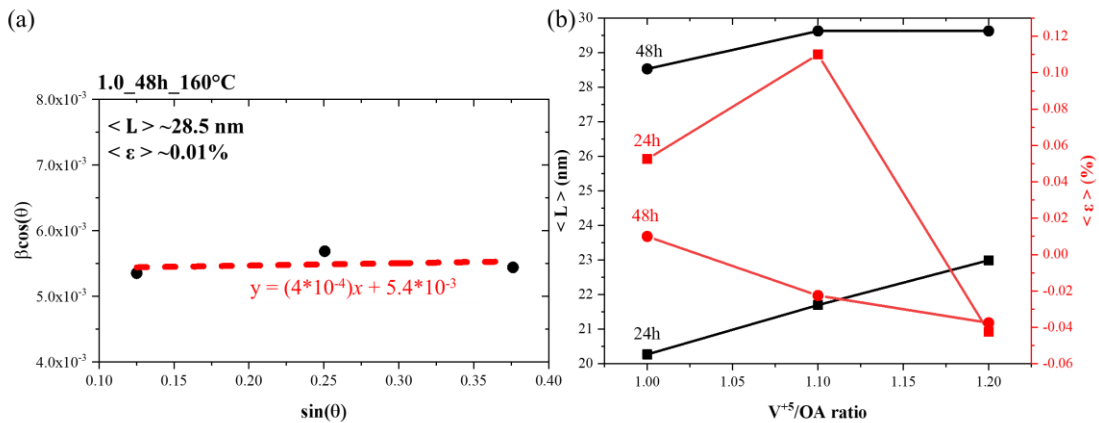 (a)
1.0_48h_160°C
< L > ~28.5 nm
< ε > ~0.01%
y = (4*10⁻⁴)x + 5.4*10⁻³
8.0x10⁻³
7.0x10⁻³
6.0x10⁻³
5.0x10⁻³
4.0x10⁻³
βcos(θ)
0.10 0.15 0.20 0.25 0.30 0.35 0.40
sin(θ)
(b)
48h
24h
48h
24h
30
29
28
27
26
25
24
23
22
21
20
< L > (nm)
0.12
0.10
0.08
0.06
0.04
0.02
0.00
-0.02
-0.04
-0.06
< ε > (%)
1.00 1.05 1.10 1.15 1.20
V⁺⁵/OA ratio